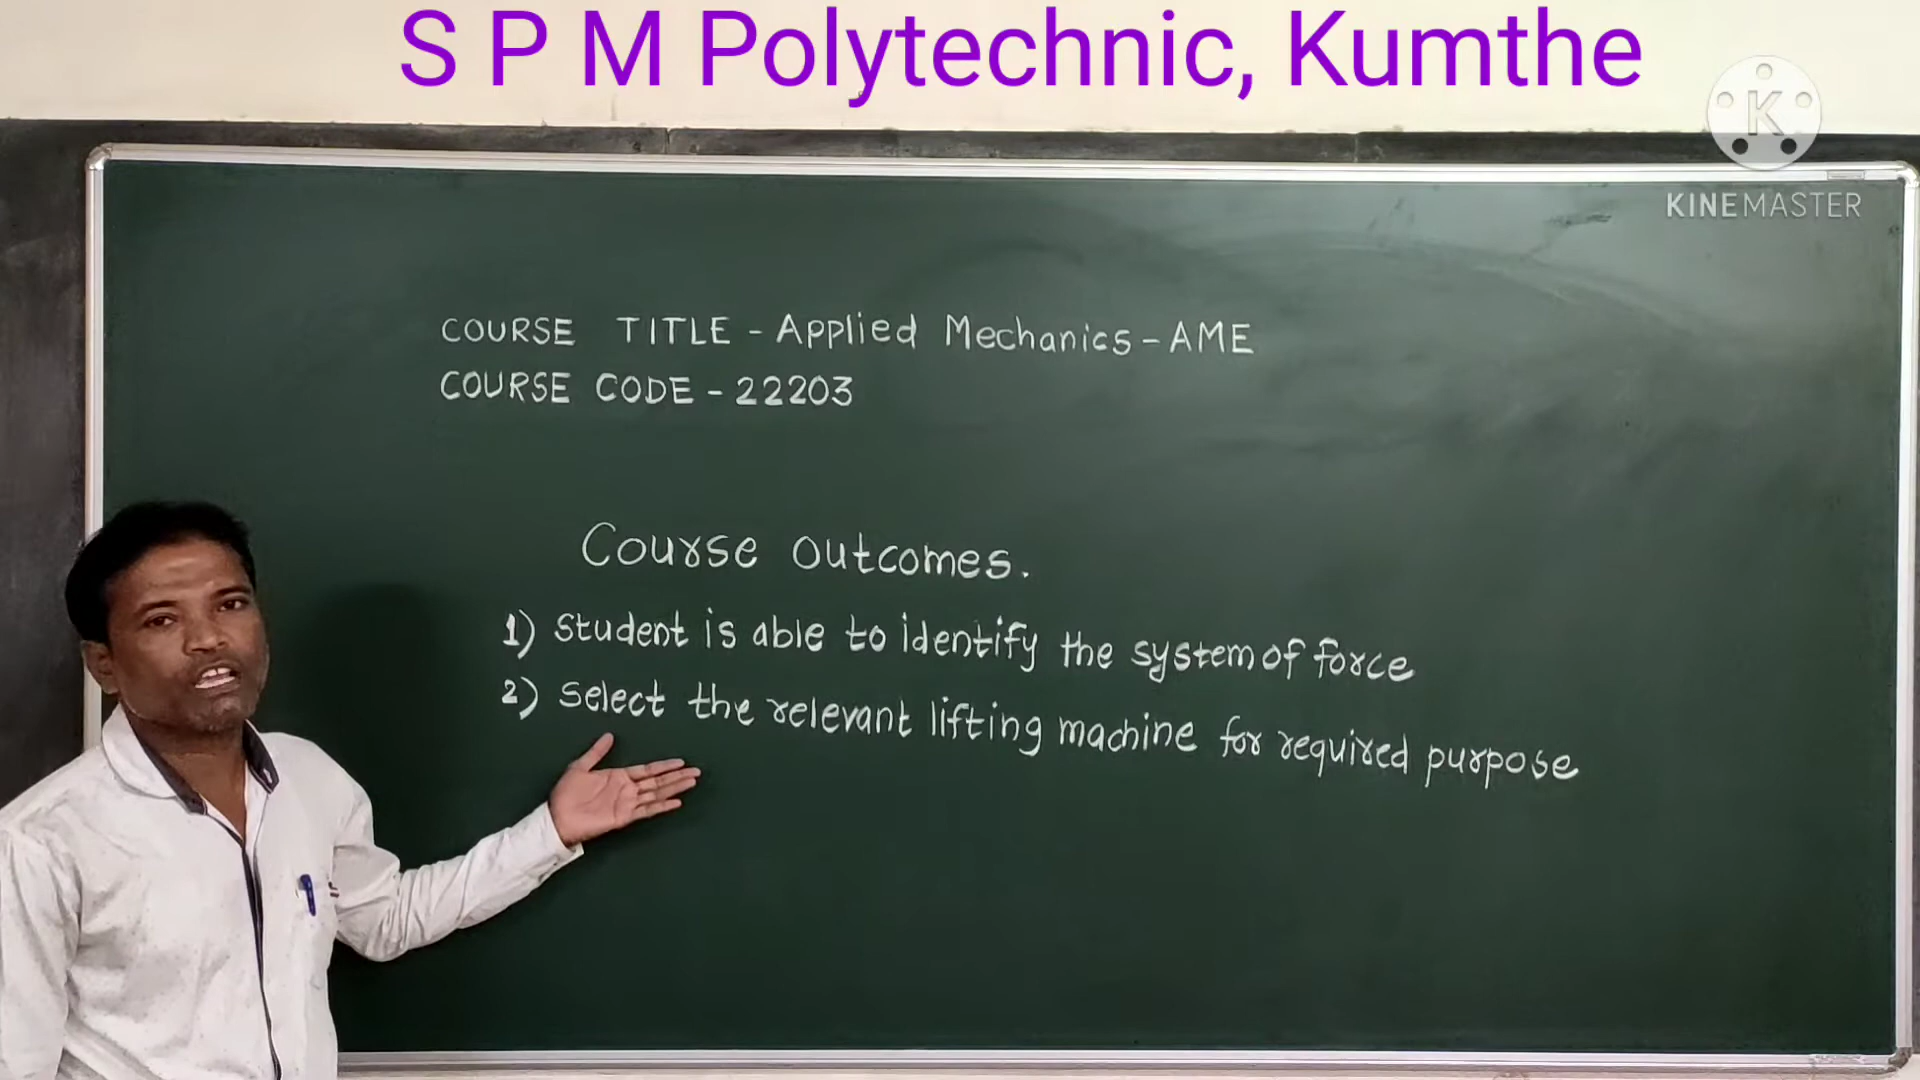 S P M Polytechnic, Kumthe
K
KINEMASTER
COURSE TITLE - Applied Mechanics - AME
COURSE CODE - 22203
Course outcomes.
1) Student is able to identify the system of force
2) Select the relevant lifting machine for required purpose